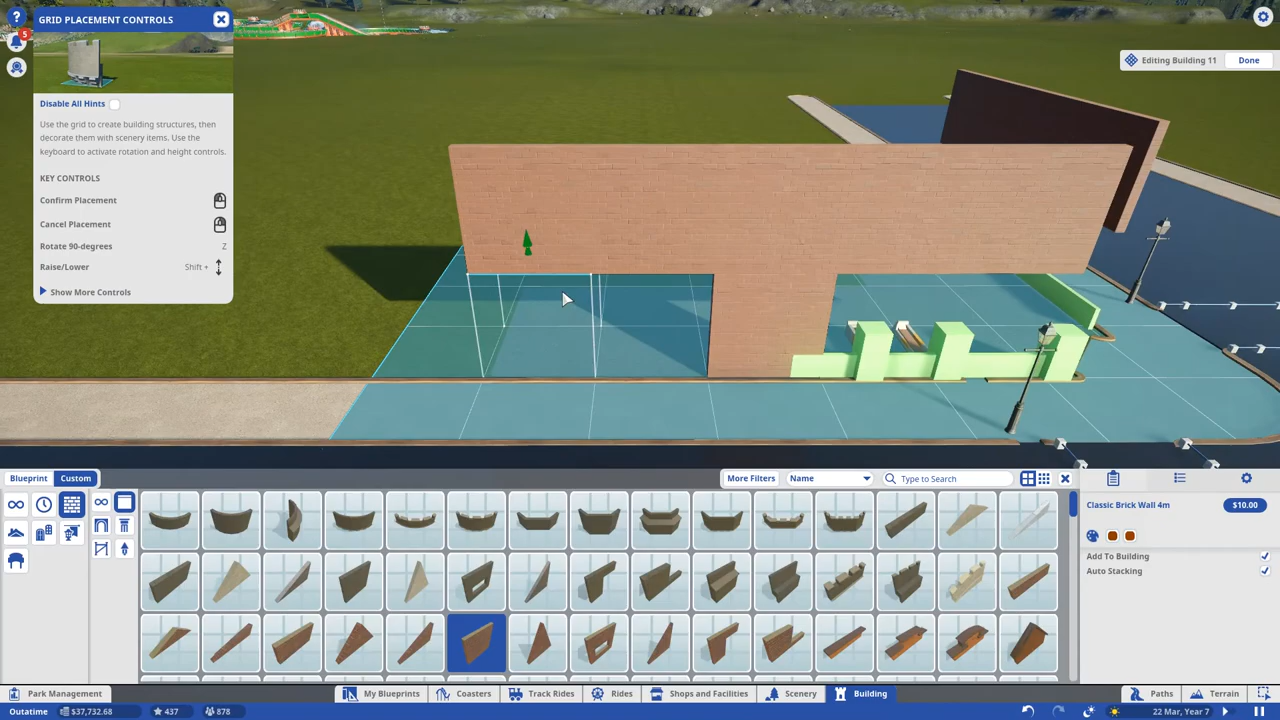 GRID PLACEMENT CONTROLS
5
Disable All Hints
Use the grid to create building structures, then
decorate them with scenery items. Use the
keyboard to activate rotation and height controls.
KEY CONTROLS
Confirm Placement
Cancel Placement
Rotate 90-degrees Z
Raise/Lower Shift +
Show More Controls
Editing Building 11 Done
Blueprint Custom More Filters Name Type to Search
Classic Brick Wall 4m $10.00
Add To Building
Auto Stacking
Park Management My Blueprints Coasters Track Rides Rides Shops and Facilities Scenery Building Paths Terrain
Outatime $37,732.68 437 878 22 Mar, Year 7